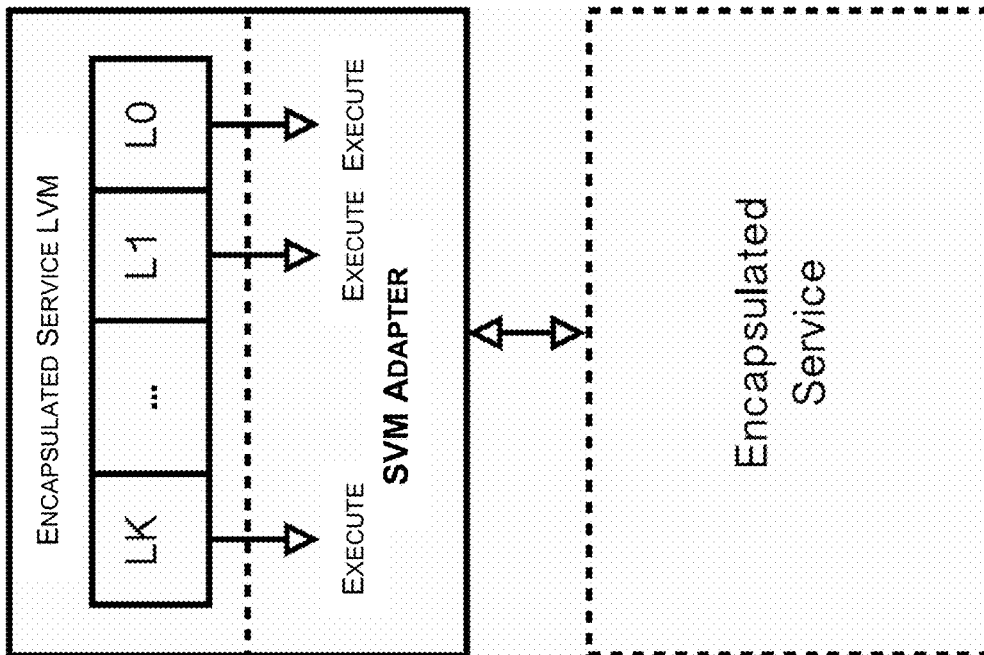 ENCAPSULATED SERVICE LVM
LK ... L1 L0
EXECUTE EXECUTE EXECUTE
SVM ADAPTER
Encapsulated
Service